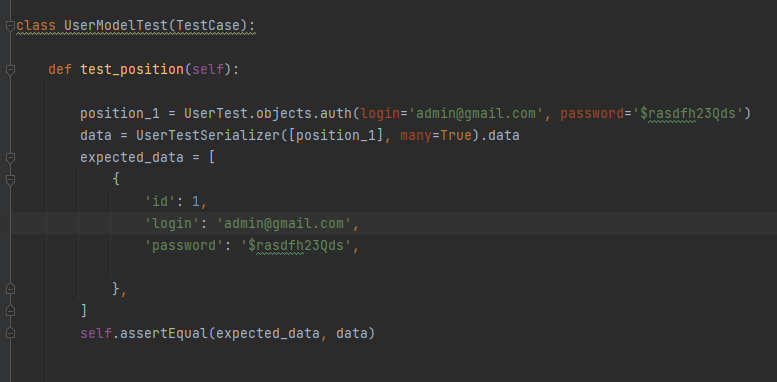 class UserModelTest(TestCase):
def test_position(self):
position_1 = UserTest.objects.auth(login='admin@gmail.com', password='$rasdfh23Qds')
data = UserTestSerializer([position_1], many=True).data
expected_data = [
{
'id': 1,
'login': 'admin@gmail.com',
'password': '$rasdfh23Qds',
},
]
self.assertEqual(expected_data, data)